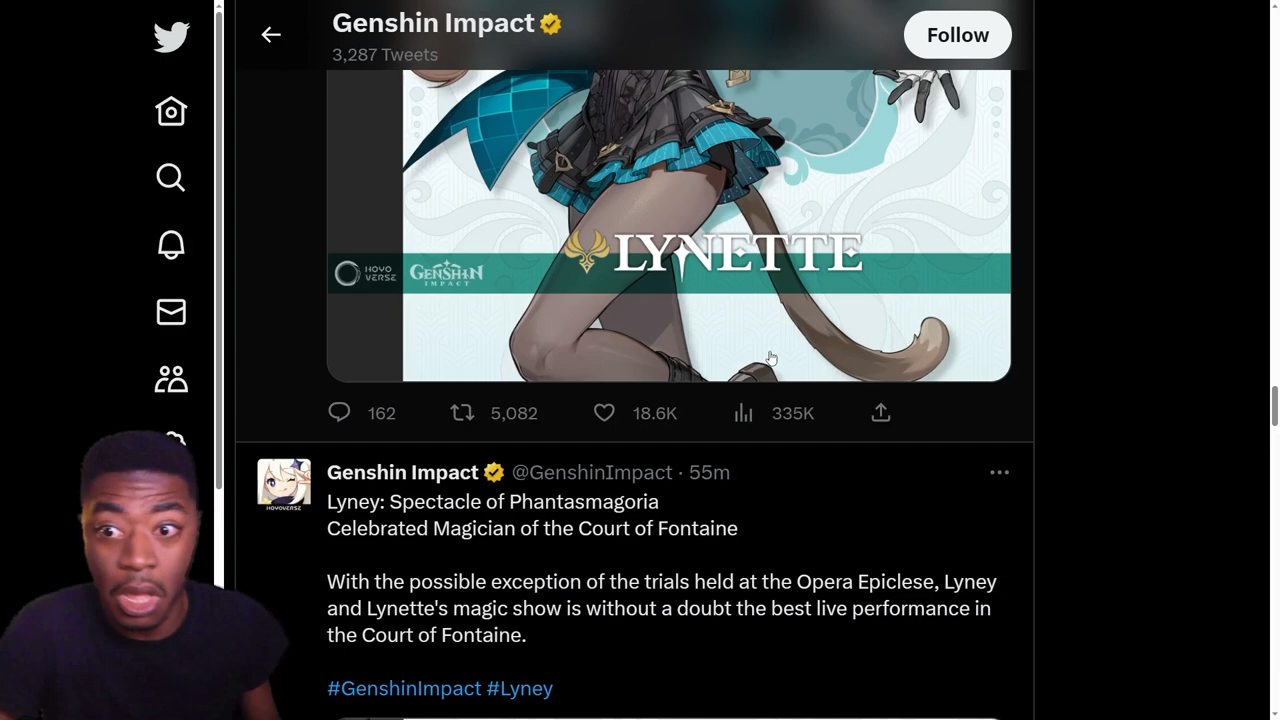 Genshin Impact
3,287 Tweets
Follow
LYNETTE
HOYO VERSE
GENSHIN IMPACT
162
5,082
18.6K
335K
Genshin Impact @GenshinImpact · 55m
HOYOVERSE
Lyney: Spectacle of Phantasmagoria
Celebrated Magician of the Court of Fontaine
With the possible exception of the trials held at the Opera Epiclese, Lyney
and Lynette's magic show is without a doubt the best live performance in
the Court of Fontaine.
#GenshinImpact #Lyney